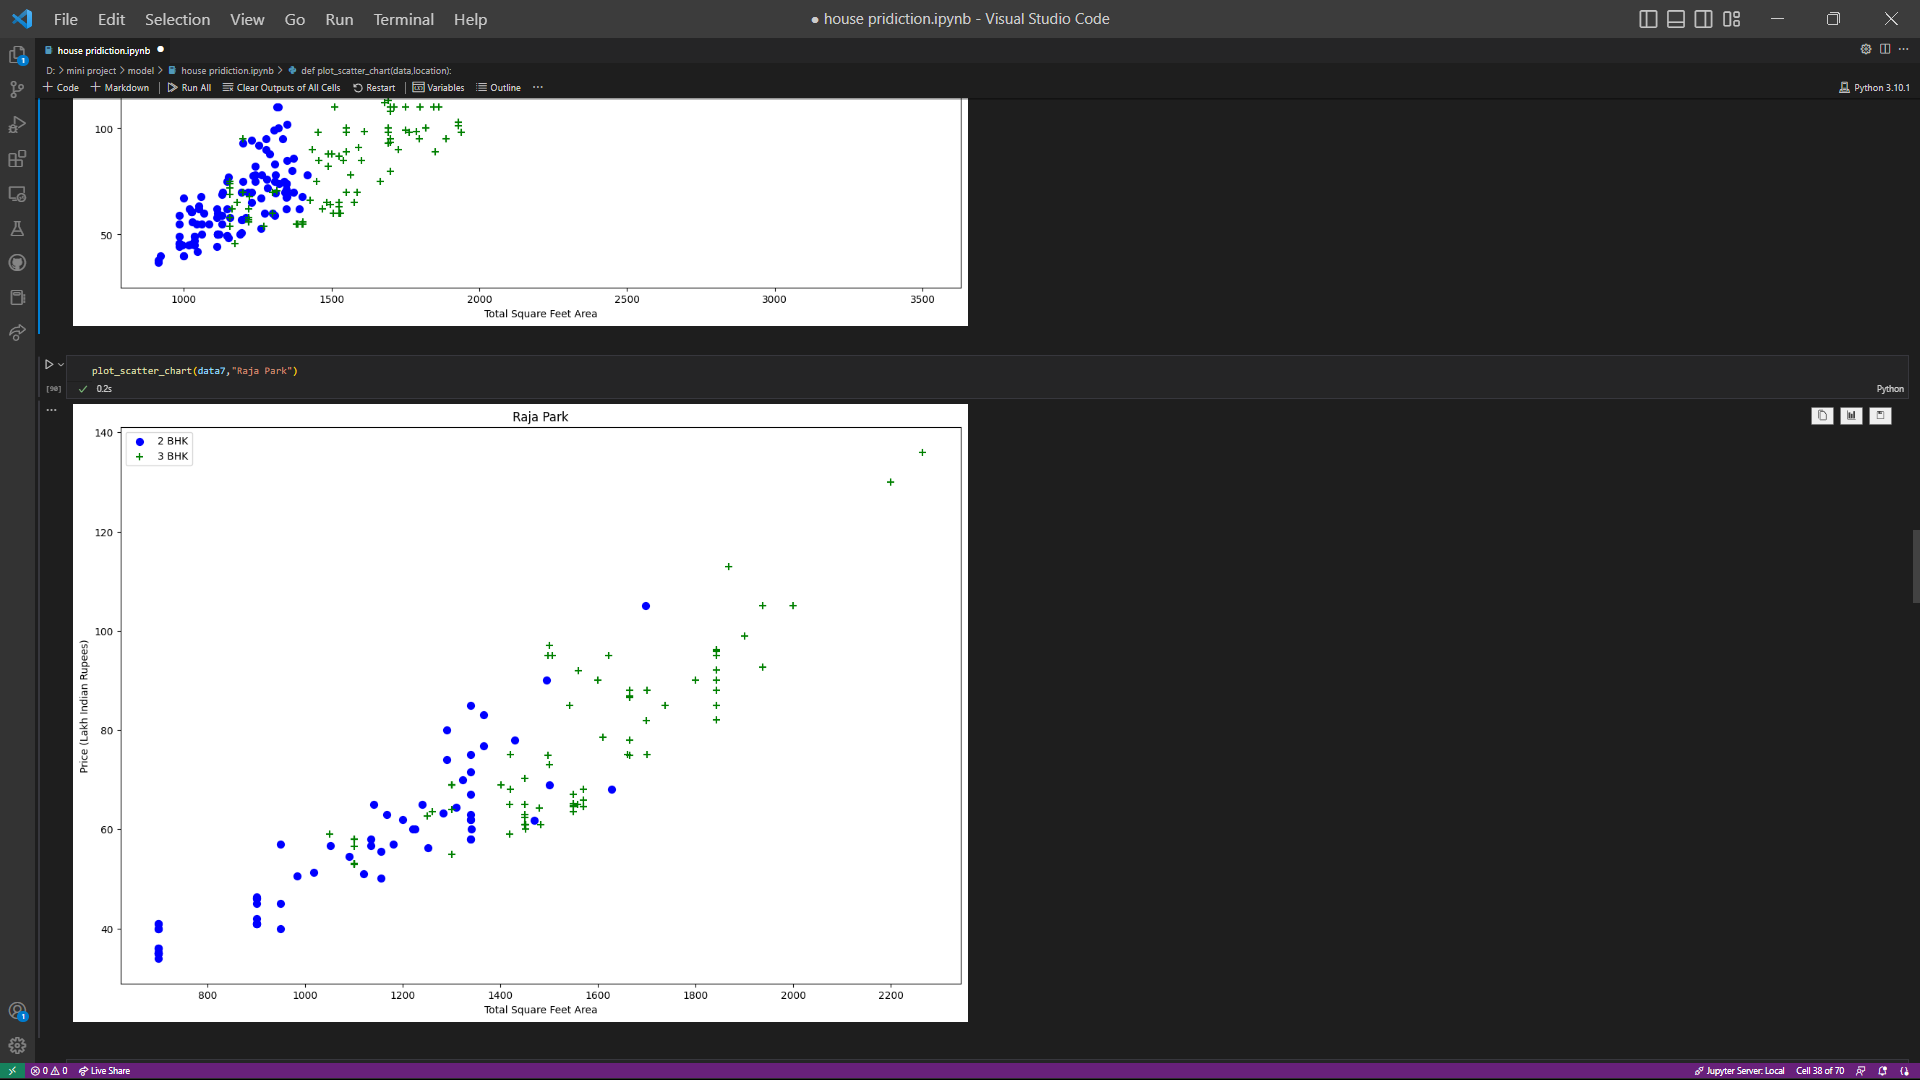 File Edit Selection View Go Run Terminal Help
● house pridiction.ipynb - Visual Studio Code
house pridiction.ipynb ●
D: > mini project > model > house pridiction.ipynb > def plot_scatter_chart(data,location):
+ Code + Markdown | Run All Clear Outputs of All Cells Restart | Variables Outline ···
Python 3.10.1
100
50
1000 1500 2000 2500 3000 3500
Total Square Feet Area
plot_scatter_chart(data7,"Raja Park")
[90] ✓ 0.2s
Python
Raja Park
2 BHK
3 BHK
140
120
100
80
60
40
Price (Lakh Indian Rupees)
800 1000 1200 1400 1600 1800 2000 2200
Total Square Feet Area
1
1
0 0 Live Share
Jupyter Server: Local Cell 38 of 70